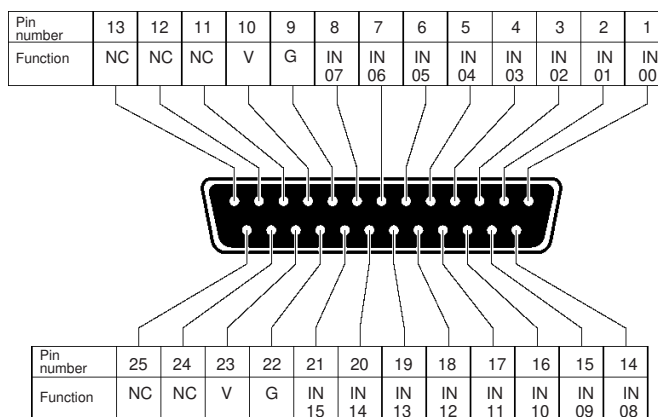 Pin number 13 12 11 10 9 8 7 6 5 4 3 2 1
Function NC NC NC V G IN 07 IN 06 IN 05 IN 04 IN 03 IN 02 IN 01 IN 00
Pin number 25 24 23 22 21 20 19 18 17 16 15 14
Function NC NC V G IN 15 IN 14 IN 13 IN 12 IN 11 IN 10 IN 09 IN 08